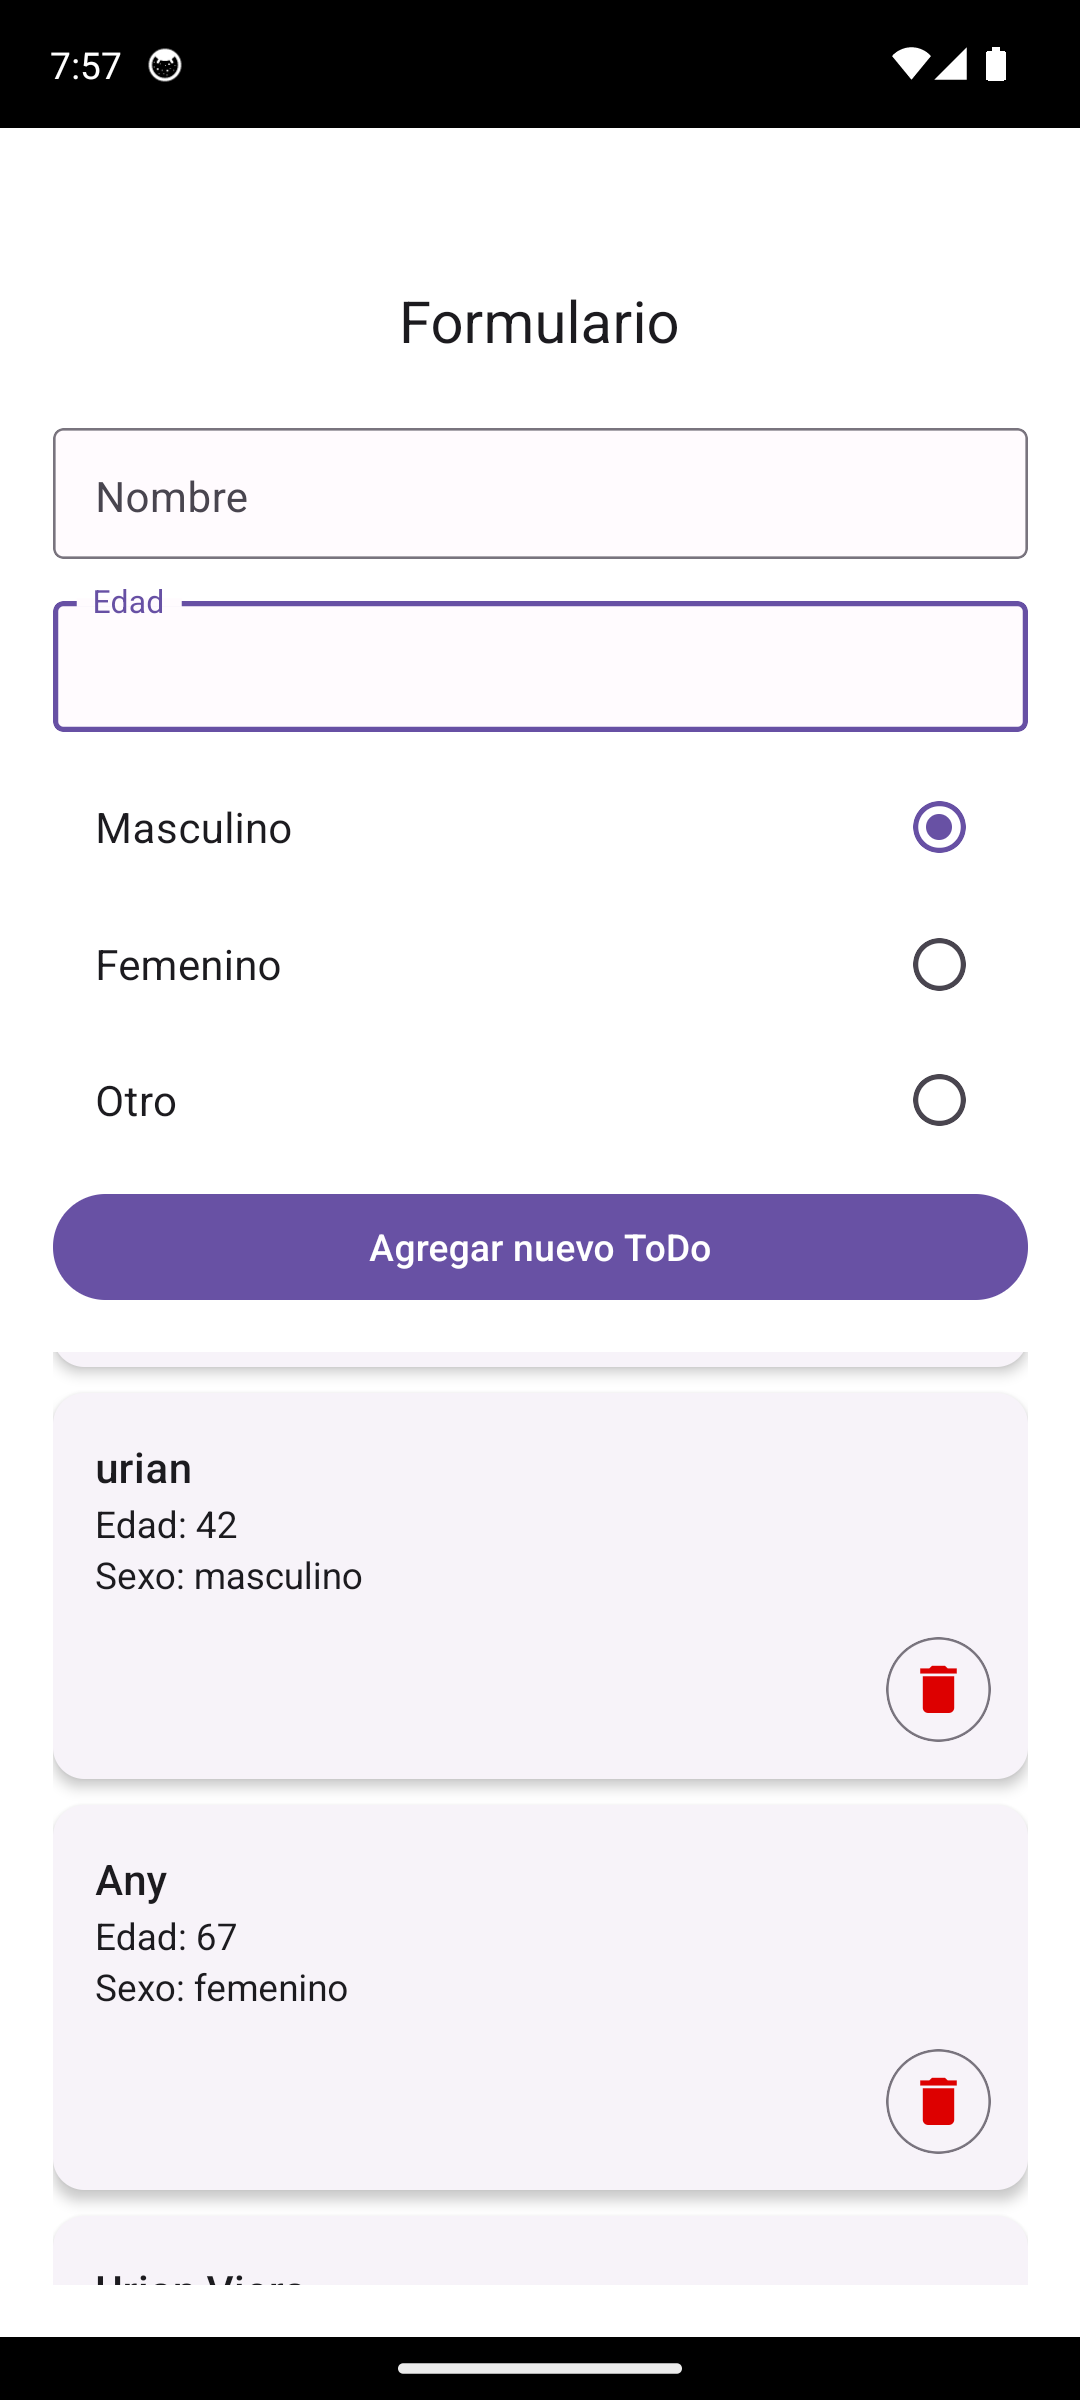 7:57
Formulario
Nombre
Edad
Masculino
Femenino
Otro
Agregar nuevo ToDo
urian
Edad: 42
Sexo: masculino
Any
Edad: 67
Sexo: femenino